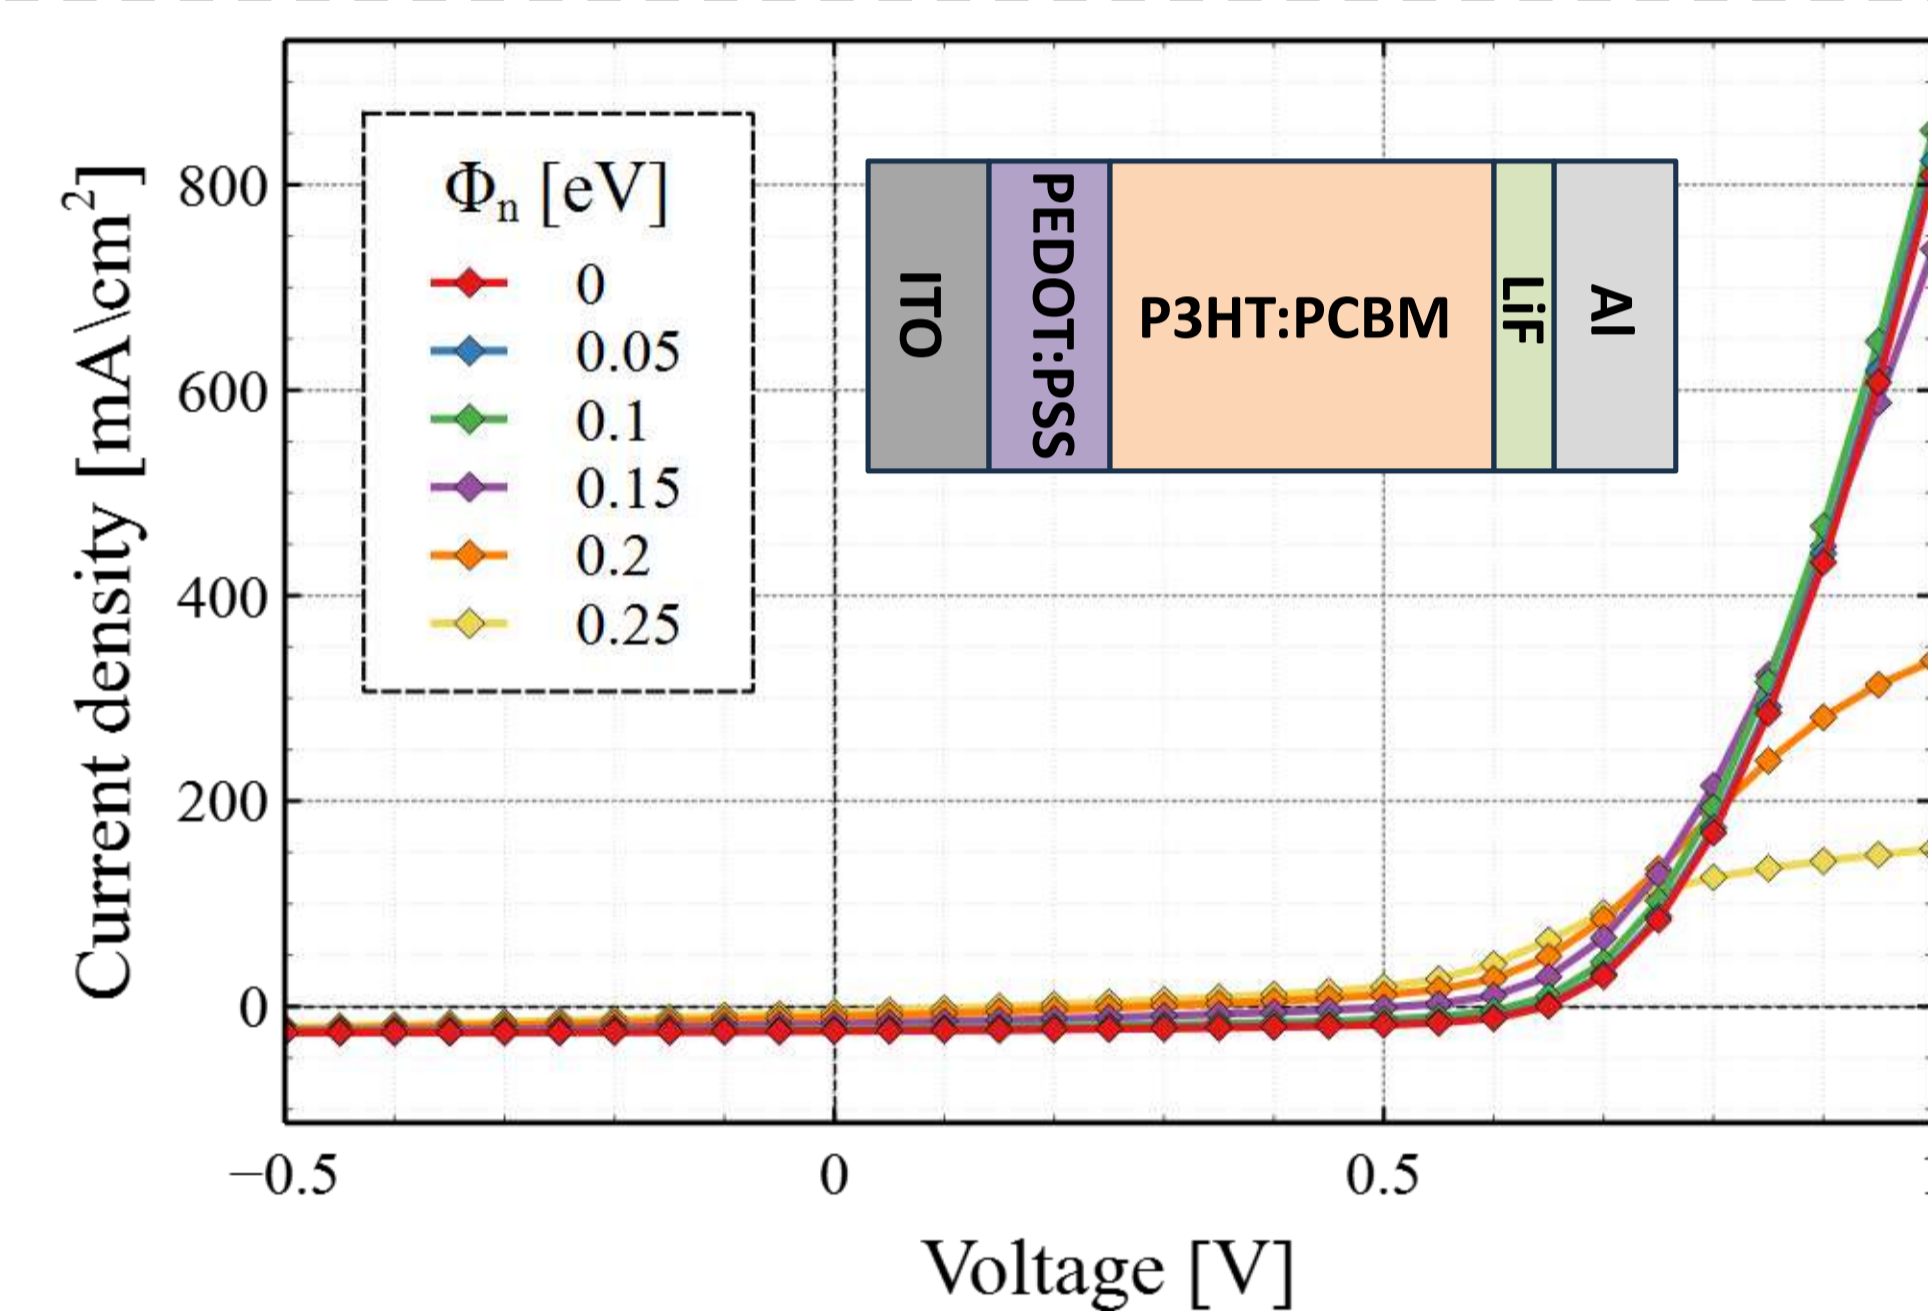 Current density [mA\cm²]
800
600
400
200
0
Φn [eV]
0
0.05
0.1
0.15
0.2
0.25
ITO
PEDOT:PSS
P3HT:PCBM
LiF
Al
−0.5
0
0.5
Voltage [V]